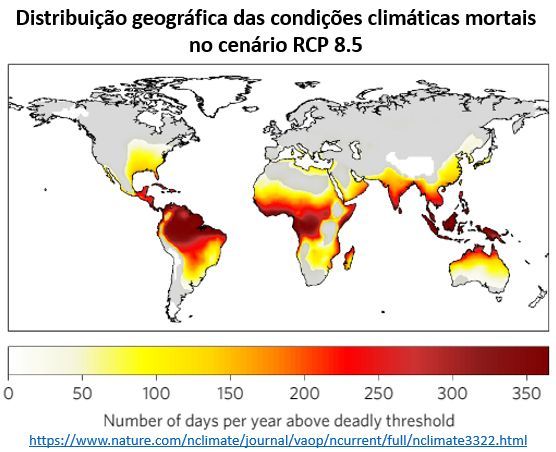 Distribuição geográfica das condições climáticas mortais
no cenário RCP 8.5
0 50 100 150 200 250 300 350
Number of days per year above deadly threshold
https://www.nature.com/nclimate/journal/vaop/ncurrent/full/nclimate3322.html